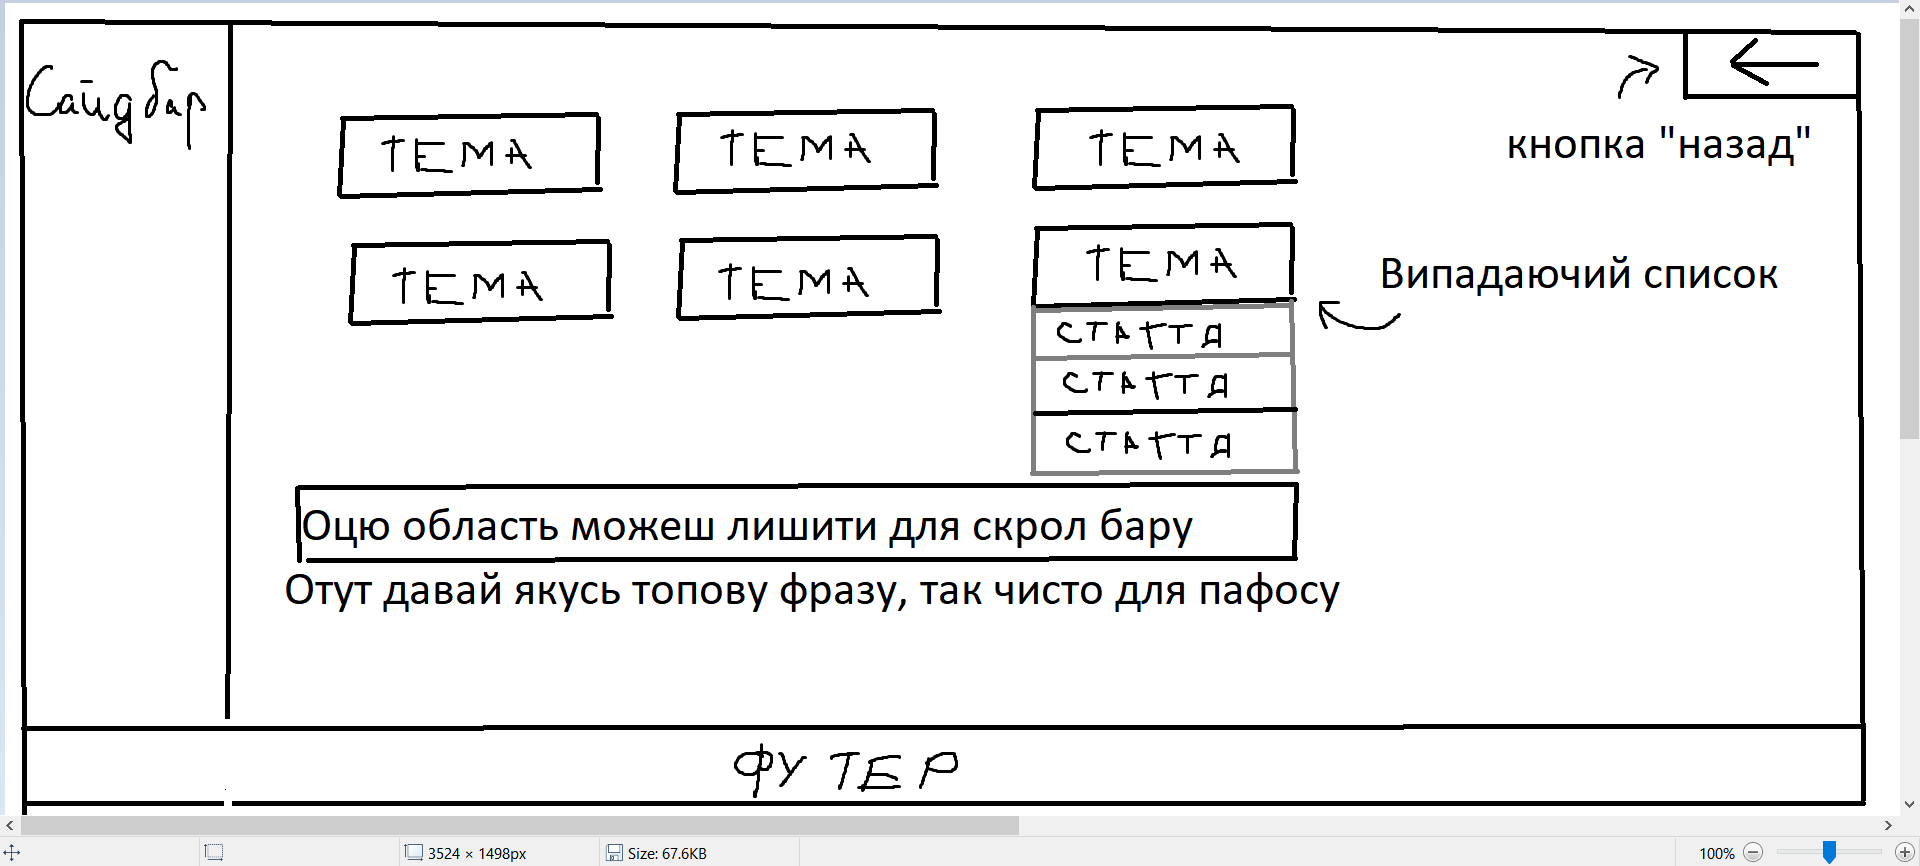 Сайдбар
ТЕМА ТЕМА ТЕМА
кнопка "назад"
ТЕМА ТЕМА ТЕМА
Випадаючий список
СТАТТЯ
СТАТТЯ
СТАТТЯ
Оцю область можеш лишити для скрол бару
Отут давай якусь топову фразу, так чисто для пафосу
ФУТЕР
3524 × 1498px
Size: 67.6KB
100%